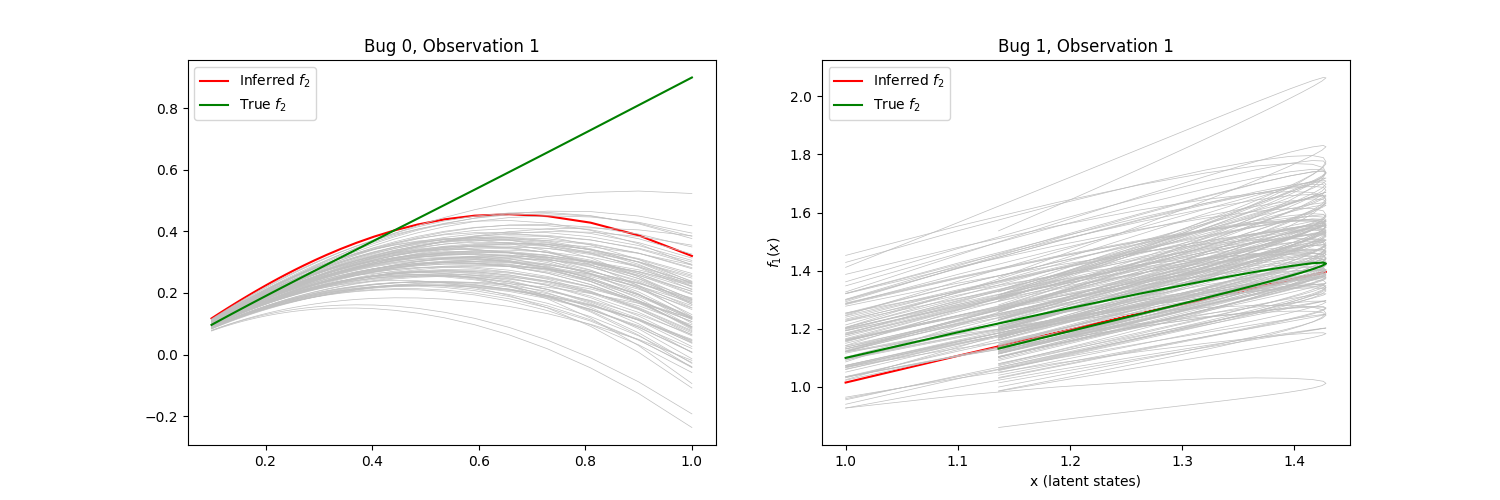 Bug 0, Observation 1
Inferred f₂
True f₂
0.8
0.6
0.4
0.2
0.0
−0.2
0.2
0.4
0.6
0.8
1.0
Bug 1, Observation 1
Inferred f₂
True f₂
f₁(x)
2.0
1.8
1.6
1.4
1.2
1.0
1.0
1.1
1.2
1.3
1.4
x (latent states)